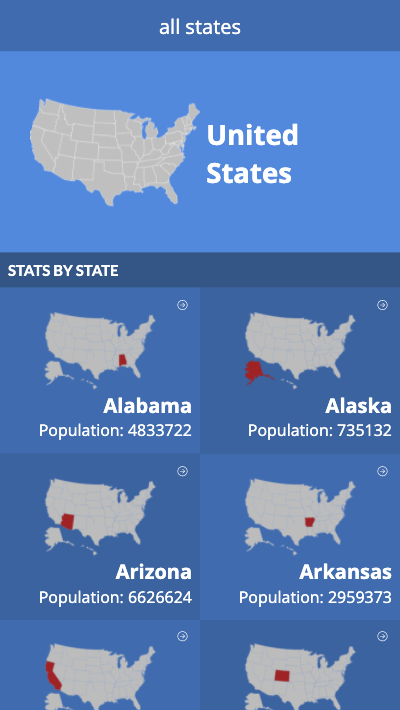 all states
United
States
STATS BY STATE
Alabama
Population: 4833722
Alaska
Population: 735132
Arizona
Population: 6626624
Arkansas
Population: 2959373